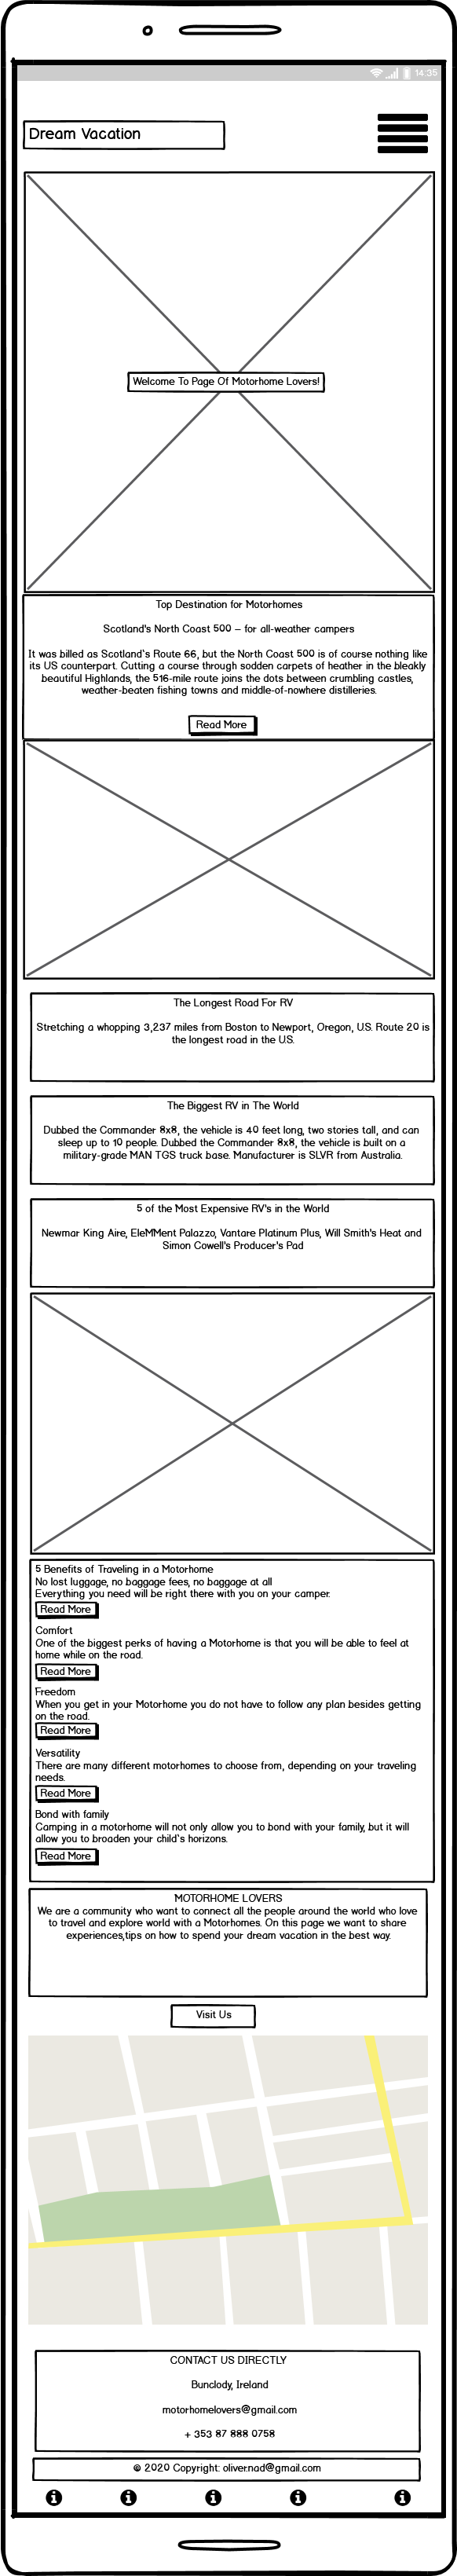 14:35
Dream Vacation
Welcome To Page Of Motorhome Lovers!
Top Destination for Motorhomes
Scotland's North Coast 500 – for all-weather campers
It was billed as Scotland's Route 66, but the North Coast 500 is of course nothing like
its US counterpart. Cutting a course through sodden carpets of heather in the bleakly
beautiful Highlands, the 516-mile route joins the dots between crumbling castles,
weather-beaten fishing towns and middle-of-nowhere distilleries.
Read More
The Longest Road For RV
Stretching a whopping 3,237 miles from Boston to Newport, Oregon, U.S. Route 20 is
the longest road in the U.S.
The Biggest RV in The World
Dubbed the Commander 8x8, the vehicle is 40 feet long, two stories tall, and can
sleep up to 10 people. Dubbed the Commander 8x8, the vehicle is built on a
military-grade MAN TGS truck base. Manufacturer is SLVR from Australia.
5 of the Most Expensive RV's in the World
Newmar King Aire, EleMMent Palazzo, Vantare Platinum Plus, Will Smith's Heat and
Simon Cowell's Producer's Pad
5 Benefits of Traveling in a Motorhome
No lost luggage, no baggage fees, no baggage at all
Everything you need will be right there with you on your camper.
Read More
Comfort
One of the biggest perks of having a Motorhome is that you will be able to feel at
home while on the road.
Read More
Freedom
When you get in your Motorhome you do not have to follow any plan besides getting
on the road.
Read More
Versatility
There are many different motorhomes to choose from, depending on your traveling
needs.
Read More
Bond with family
Camping in a motorhome will not only allow you to bond with your family, but it will
allow you to broaden your child's horizons.
Read More
MOTORHOME LOVERS
We are a community who want to connect all the people around the world who love
to travel and explore world with a Motorhomes. On this page we want to share
experiences,tips on how to spend your dream vacation in the best way.
Visit Us
CONTACT US DIRECTLY
Bunclody, Ireland
motorhomelovers@gmail.com
+ 353 87 888 0758
© 2020 Copyright: oliver.nad@gmail.com